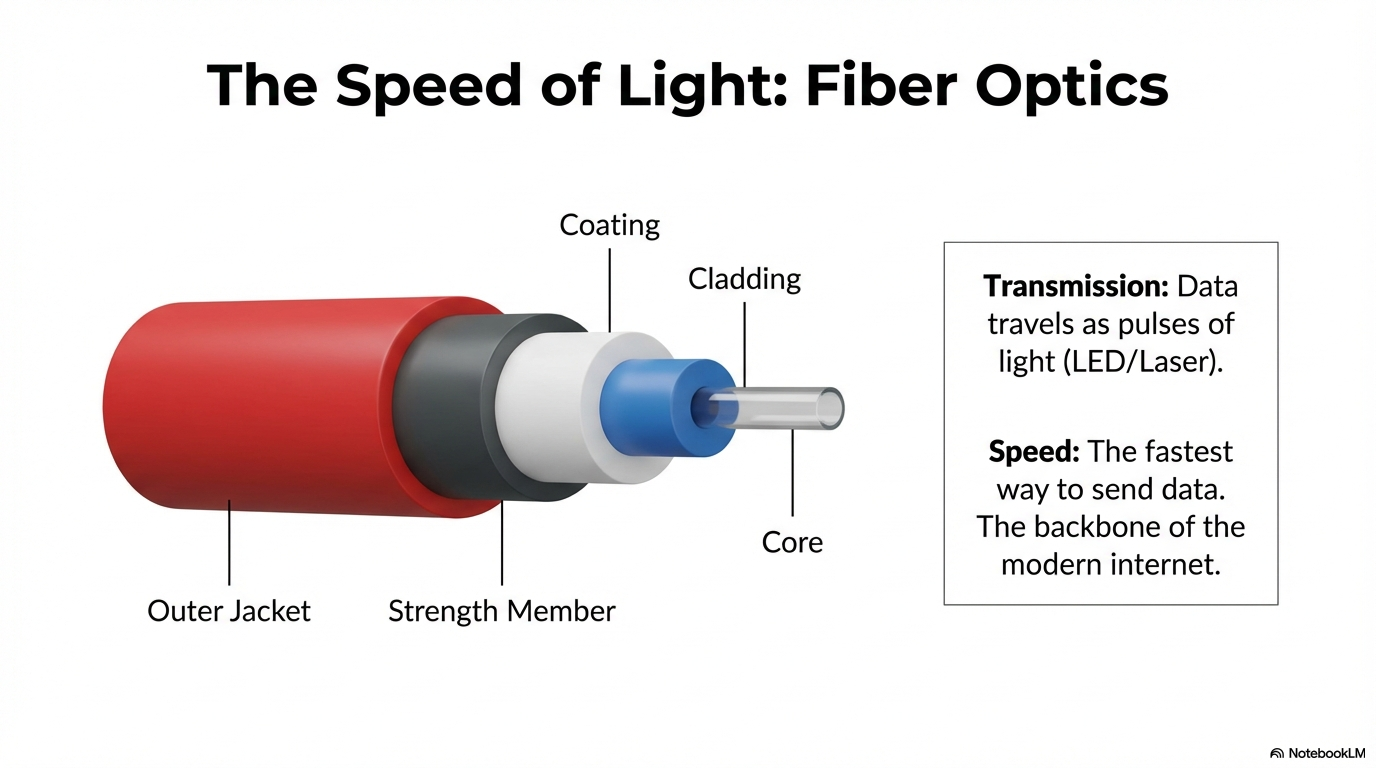 The Speed of Light: Fiber Optics
Coating
Cladding
Core
Outer Jacket
Strength Member
Transmission: Data
travels as pulses of
light (LED/Laser).
Speed: The fastest
way to send data.
The backbone of the
modern internet.
NotebookLM